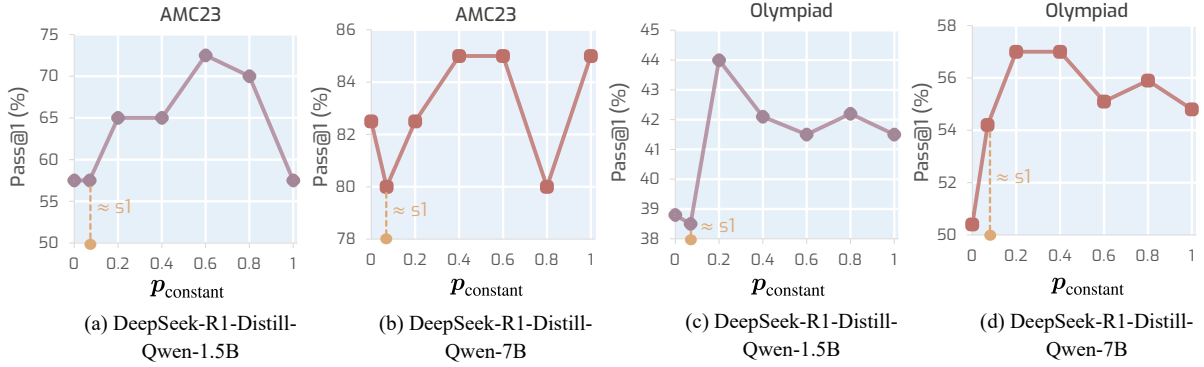 AMC23
75
70
65
60
55
50
Pass@1 (%)
≈ s1
0 0.2 0.4 0.6 0.8 1
p constant
(a) DeepSeek-R1-Distill-
Qwen-1.5B
AMC23
86
84
82
80
78
Pass@1 (%)
≈ s1
0 0.2 0.4 0.6 0.8 1
p constant
(b) DeepSeek-R1-Distill-
Qwen-7B
Olympiad
45
44
43
42
41
40
39
38
Pass@1 (%)
≈ s1
0 0.2 0.4 0.6 0.8 1
p constant
(c) DeepSeek-R1-Distill-
Qwen-1.5B
Olympiad
58
56
54
52
50
Pass@1 (%)
≈ s1
0 0.2 0.4 0.6 0.8 1
p constant
(d) DeepSeek-R1-Distill-
Qwen-7B